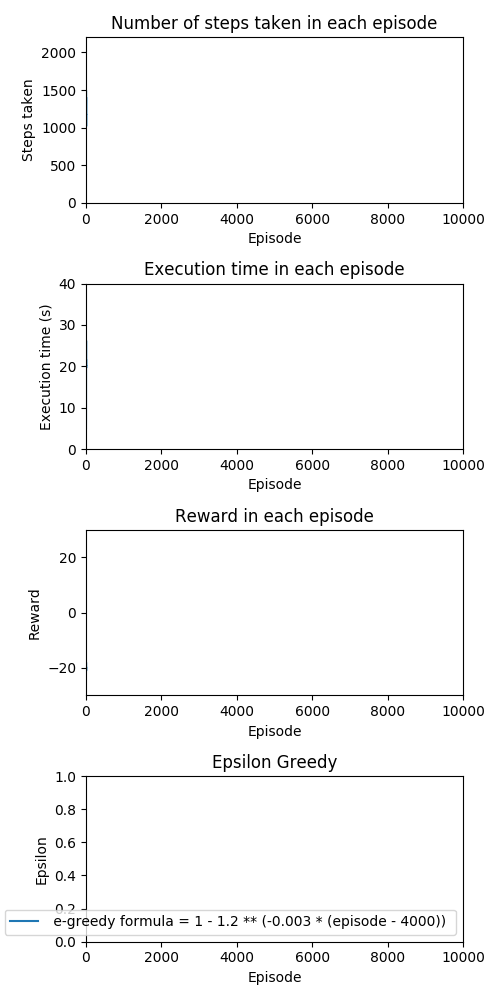 Number of steps taken in each episode
2000
1500
1000
500
0
Steps taken
0 2000 4000 6000 8000 10000
Episode
Execution time in each episode
40
30
20
10
0
Execution time (s)
0 2000 4000 6000 8000 10000
Episode
Reward in each episode
20
0
−20
Reward
0 2000 4000 6000 8000 10000
Episode
Epsilon Greedy
1.0
0.8
0.6
0.4
0.2
0.0
Epsilon
e-greedy formula = 1 - 1.2 ** (-0.003 * (episode - 4000))
0 2000 4000 6000 8000 10000
Episode